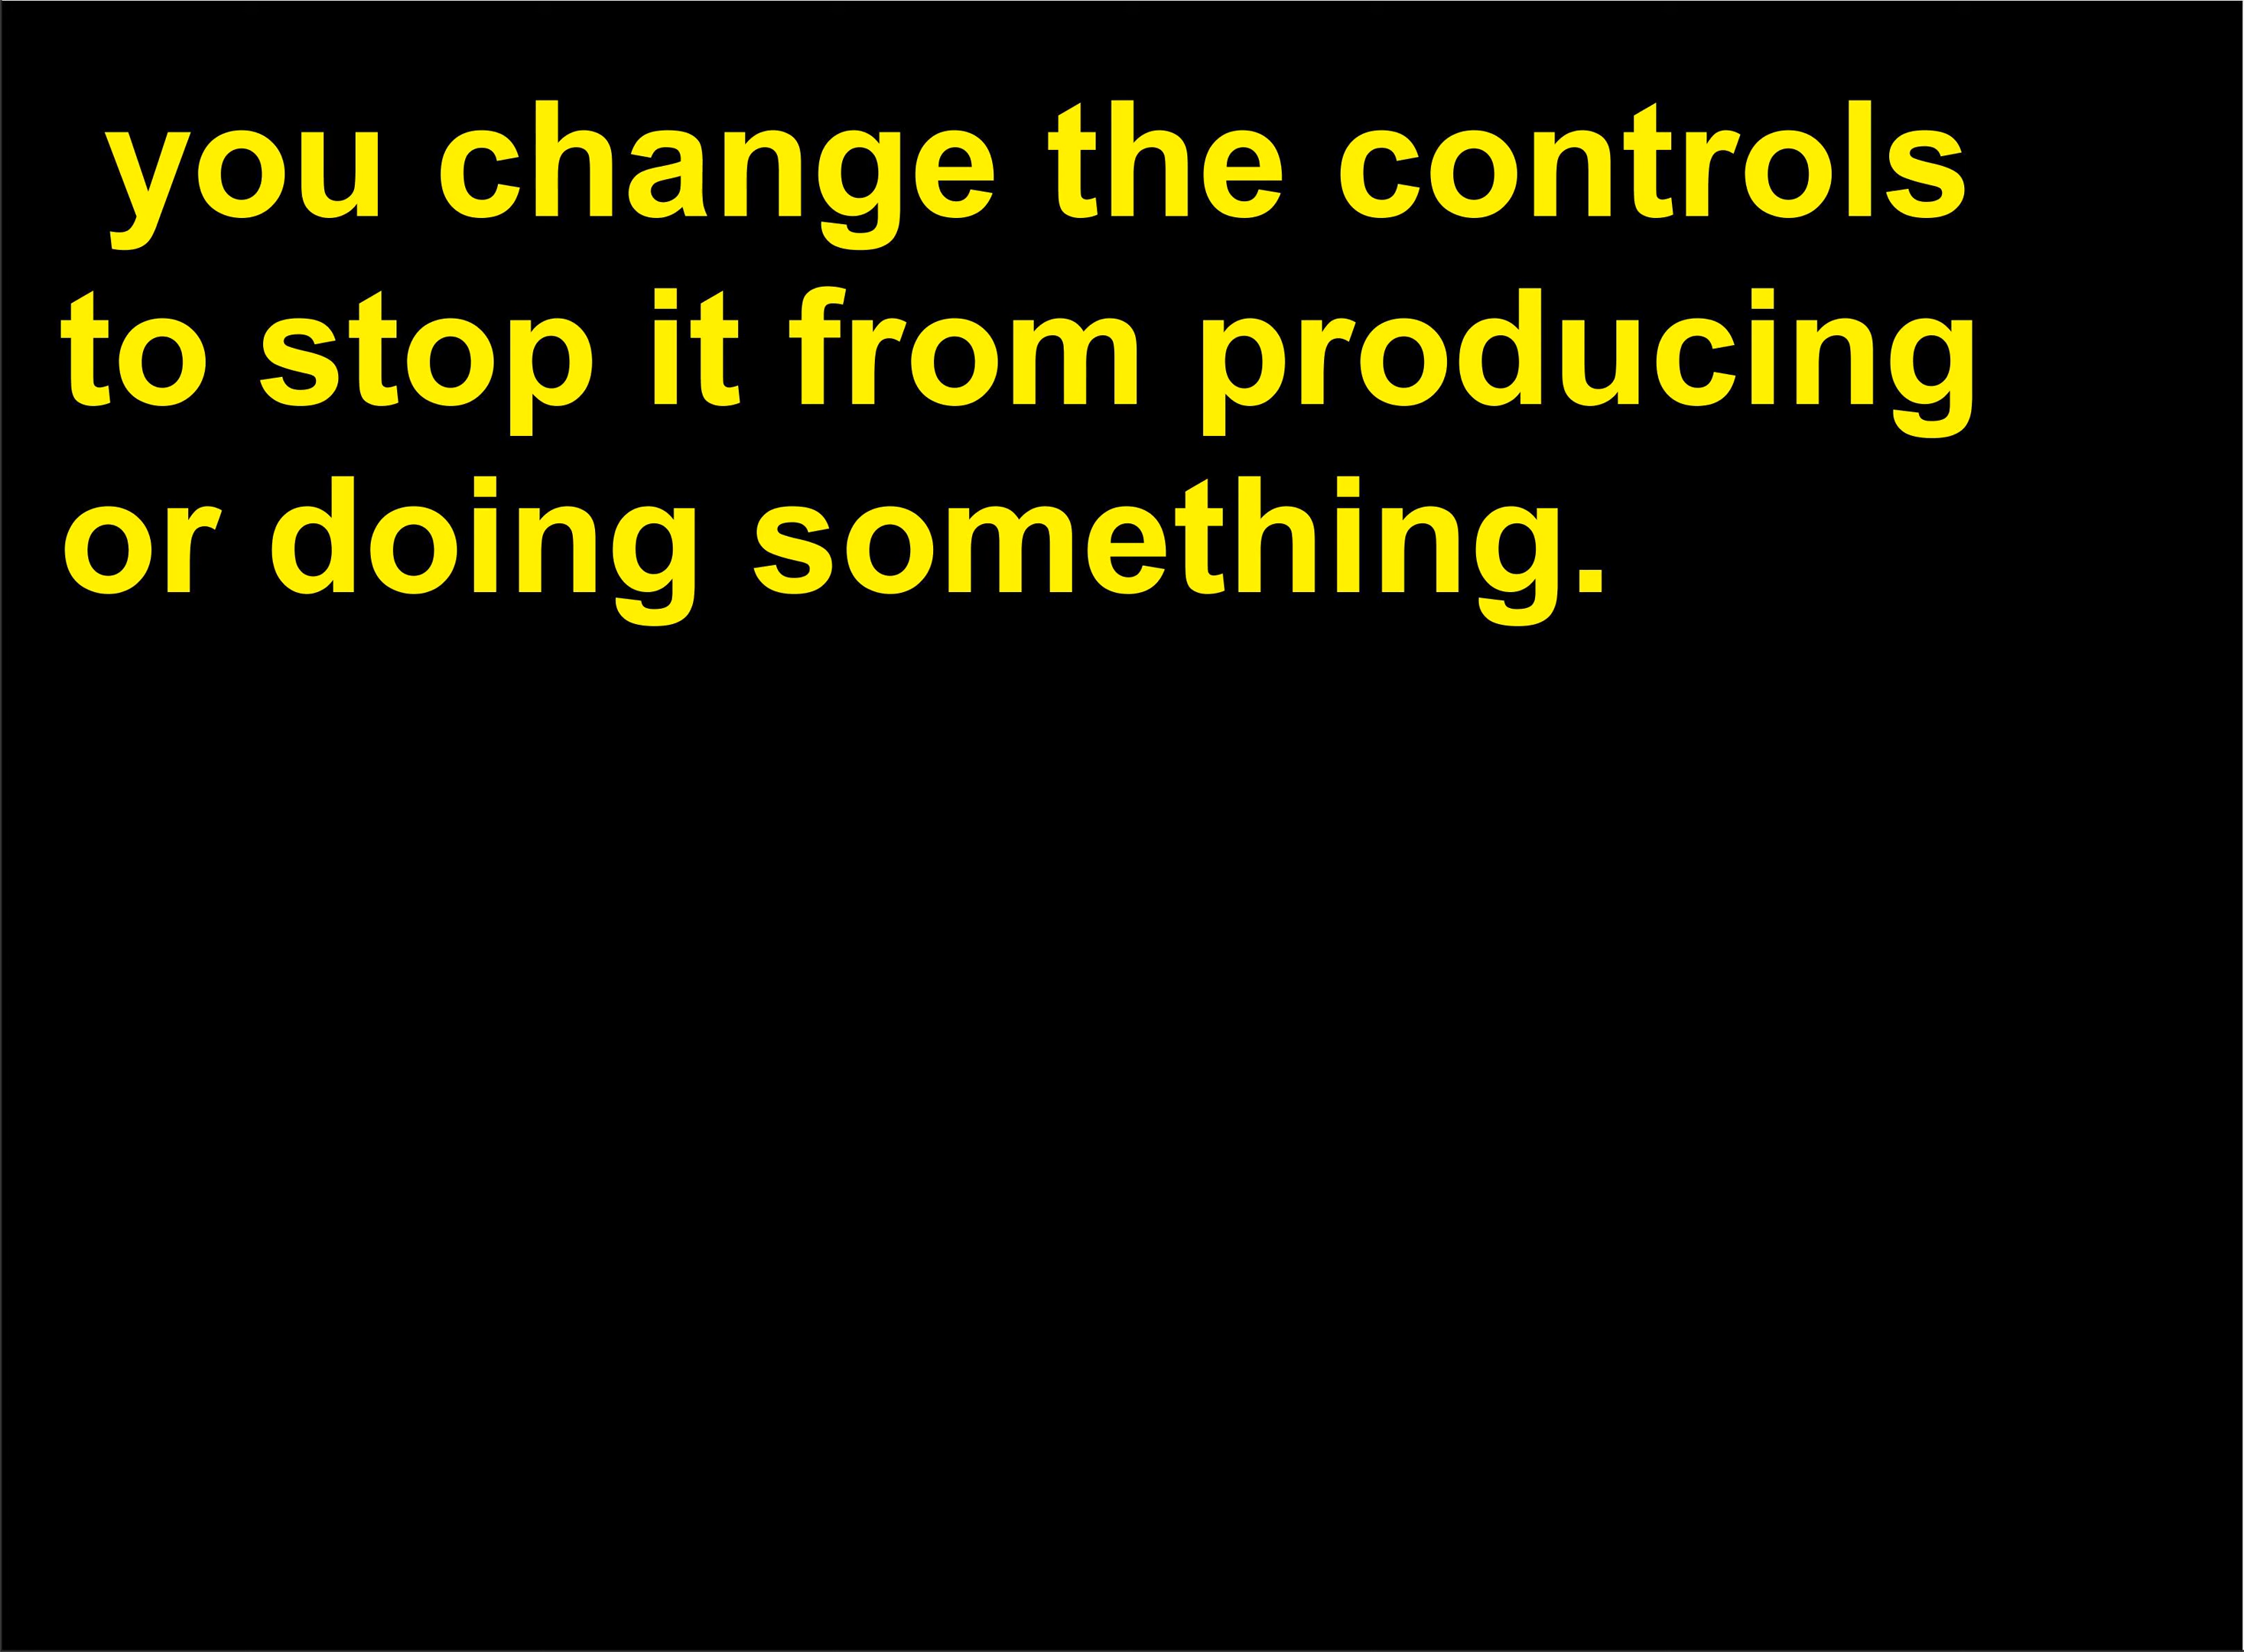 you change the controls
to stop it from producing
or doing something.